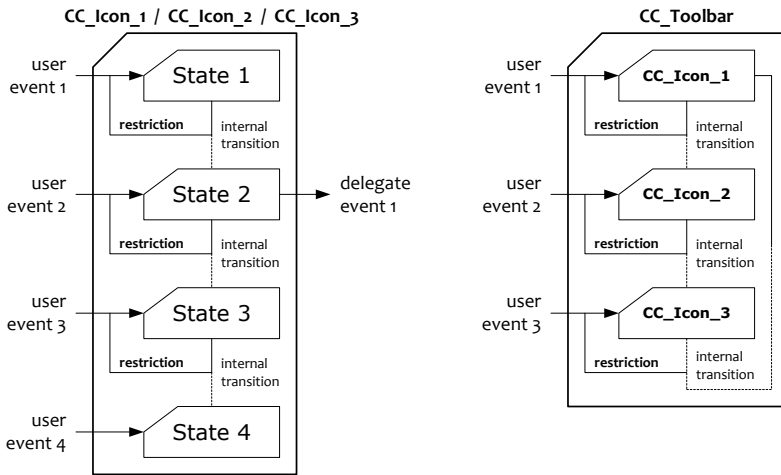 CC_Icon_1 / CC_Icon_2 / CC_Icon_3
user
event 1
State 1
restriction
internal
transition
user
event 2
State 2
delegate
event 1
restriction
internal
transition
user
event 3
State 3
restriction
internal
transition
user
event 4
State 4
CC_Toolbar
user
event 1
CC_Icon_1
restriction
internal
transition
user
event 2
CC_Icon_2
restriction
internal
transition
user
event 3
CC_Icon_3
restriction
internal
transition